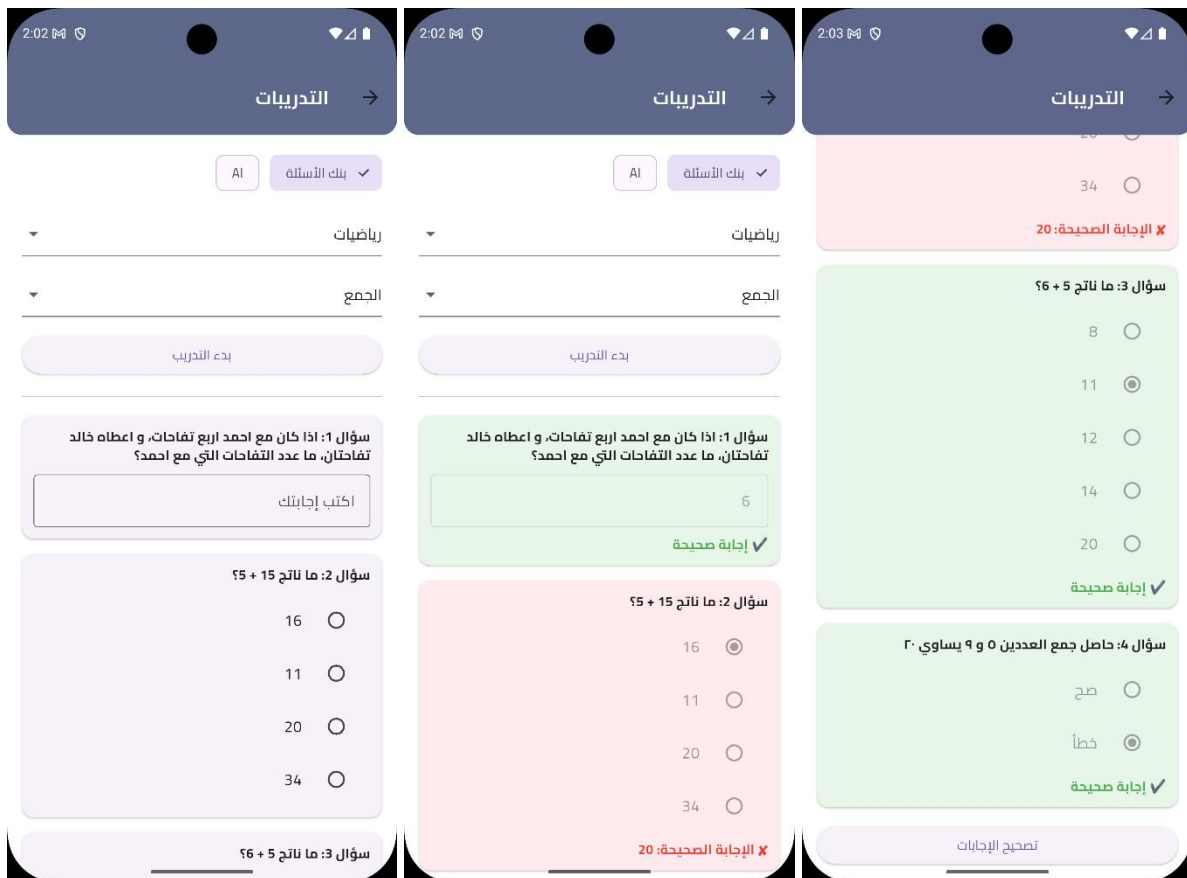 2:02
التدريبات
بنك الأسئلة
AI
رياضيات
الجمع
بدء التدريب
سؤال 1: اذا كان مع احمد اربع تفاحات، و اعطاه خالد
تفاحتان، ما عدد التفاحات التي مع احمد؟
اكتب إجابتك
سؤال 2: ما ناتج 15 + 5؟
16
11
20
34
سؤال 3: ما ناتج 5 + 6؟
2:02
التدريبات
بنك الأسئلة
AI
رياضيات
الجمع
بدء التدريب
سؤال 1: اذا كان مع احمد اربع تفاحات، و اعطاه خالد
تفاحتان، ما عدد التفاحات التي مع احمد؟
6
✔ إجابة صحيحة
سؤال 2: ما ناتج 15 + 5؟
16
11
20
34
✘ الإجابة الصحيحة: 20
2:03
التدريبات
34
✘ الإجابة الصحيحة: 20
سؤال 3: ما ناتج 5 + 6؟
8
11
12
14
20
✔ إجابة صحيحة
سؤال 4: حاصل جمع العددين ٥ و ٩ يساوي ٢٠
صح
خطأ
✔ إجابة صحيحة
تصحيح الإجابات